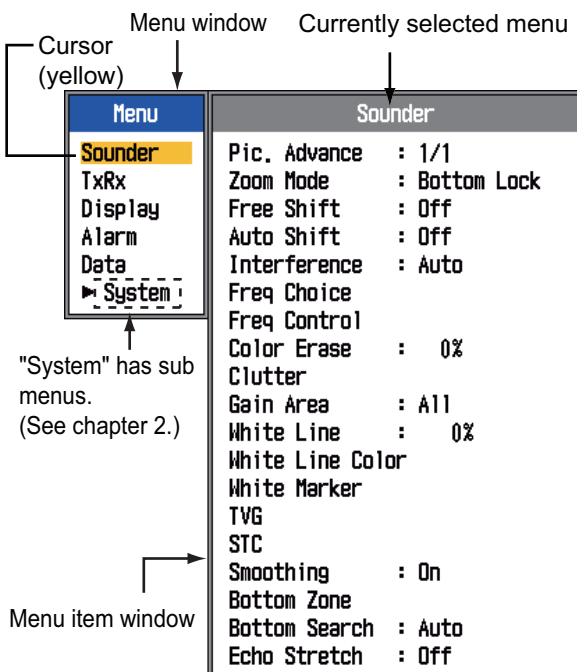 Menu window
Currently selected menu
Cursor
(yellow)
Menu
Sounder
TxRx
Display
Alarm
Data
System
"System" has sub
menus.
(See chapter 2.)
Menu item window
Sounder
Pic. Advance : 1/1
Zoom Mode : Bottom Lock
Free Shift : Off
Auto Shift : Off
Interference : Auto
Freq Choice
Freq Control
Color Erase : 0%
Clutter
Gain Area : All
White Line : 0%
White Line Color
White Marker
TVG
STC
Smoothing : On
Bottom Zone
Bottom Search : Auto
Echo Stretch : Off